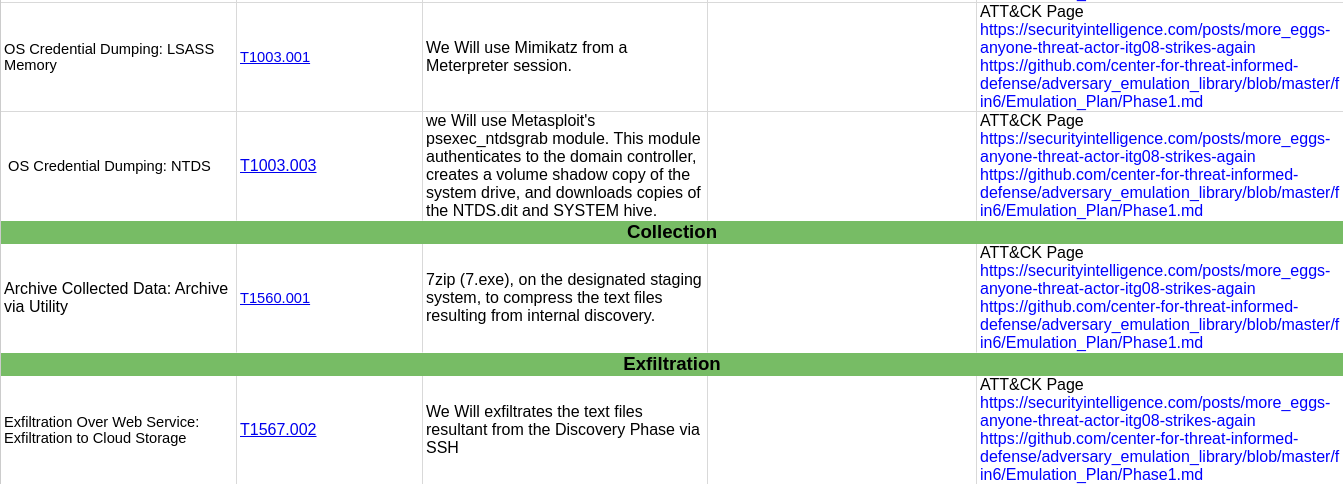 OS Credential Dumping: LSASS
Memory
T1003.001
We Will use Mimikatz from a
Meterpreter session.
ATT&CK Page
https://securityintelligence.com/posts/more_eggs-
anyone-threat-actor-itg08-strikes-again
https://github.com/center-for-threat-informed-
defense/adversary_emulation_library/blob/master/f
in6/Emulation_Plan/Phase1.md
OS Credential Dumping: NTDS
T1003.003
we Will use Metasploit's
psexec_ntdsgrab module. This module
authenticates to the domain controller,
creates a volume shadow copy of the
system drive, and downloads copies of
the NTDS.dit and SYSTEM hive.
ATT&CK Page
https://securityintelligence.com/posts/more_eggs-
anyone-threat-actor-itg08-strikes-again
https://github.com/center-for-threat-informed-
defense/adversary_emulation_library/blob/master/f
in6/Emulation_Plan/Phase1.md
Collection
Archive Collected Data: Archive
via Utility
T1560.001
7zip (7.exe), on the designated staging
system, to compress the text files
resulting from internal discovery.
ATT&CK Page
https://securityintelligence.com/posts/more_eggs-
anyone-threat-actor-itg08-strikes-again
https://github.com/center-for-threat-informed-
defense/adversary_emulation_library/blob/master/f
in6/Emulation_Plan/Phase1.md
Exfiltration
Exfiltration Over Web Service:
Exfiltration to Cloud Storage
T1567.002
We Will exfiltrates the text files
resultant from the Discovery Phase via
SSH
ATT&CK Page
https://securityintelligence.com/posts/more_eggs-
anyone-threat-actor-itg08-strikes-again
https://github.com/center-for-threat-informed-
defense/adversary_emulation_library/blob/master/f
in6/Emulation_Plan/Phase1.md